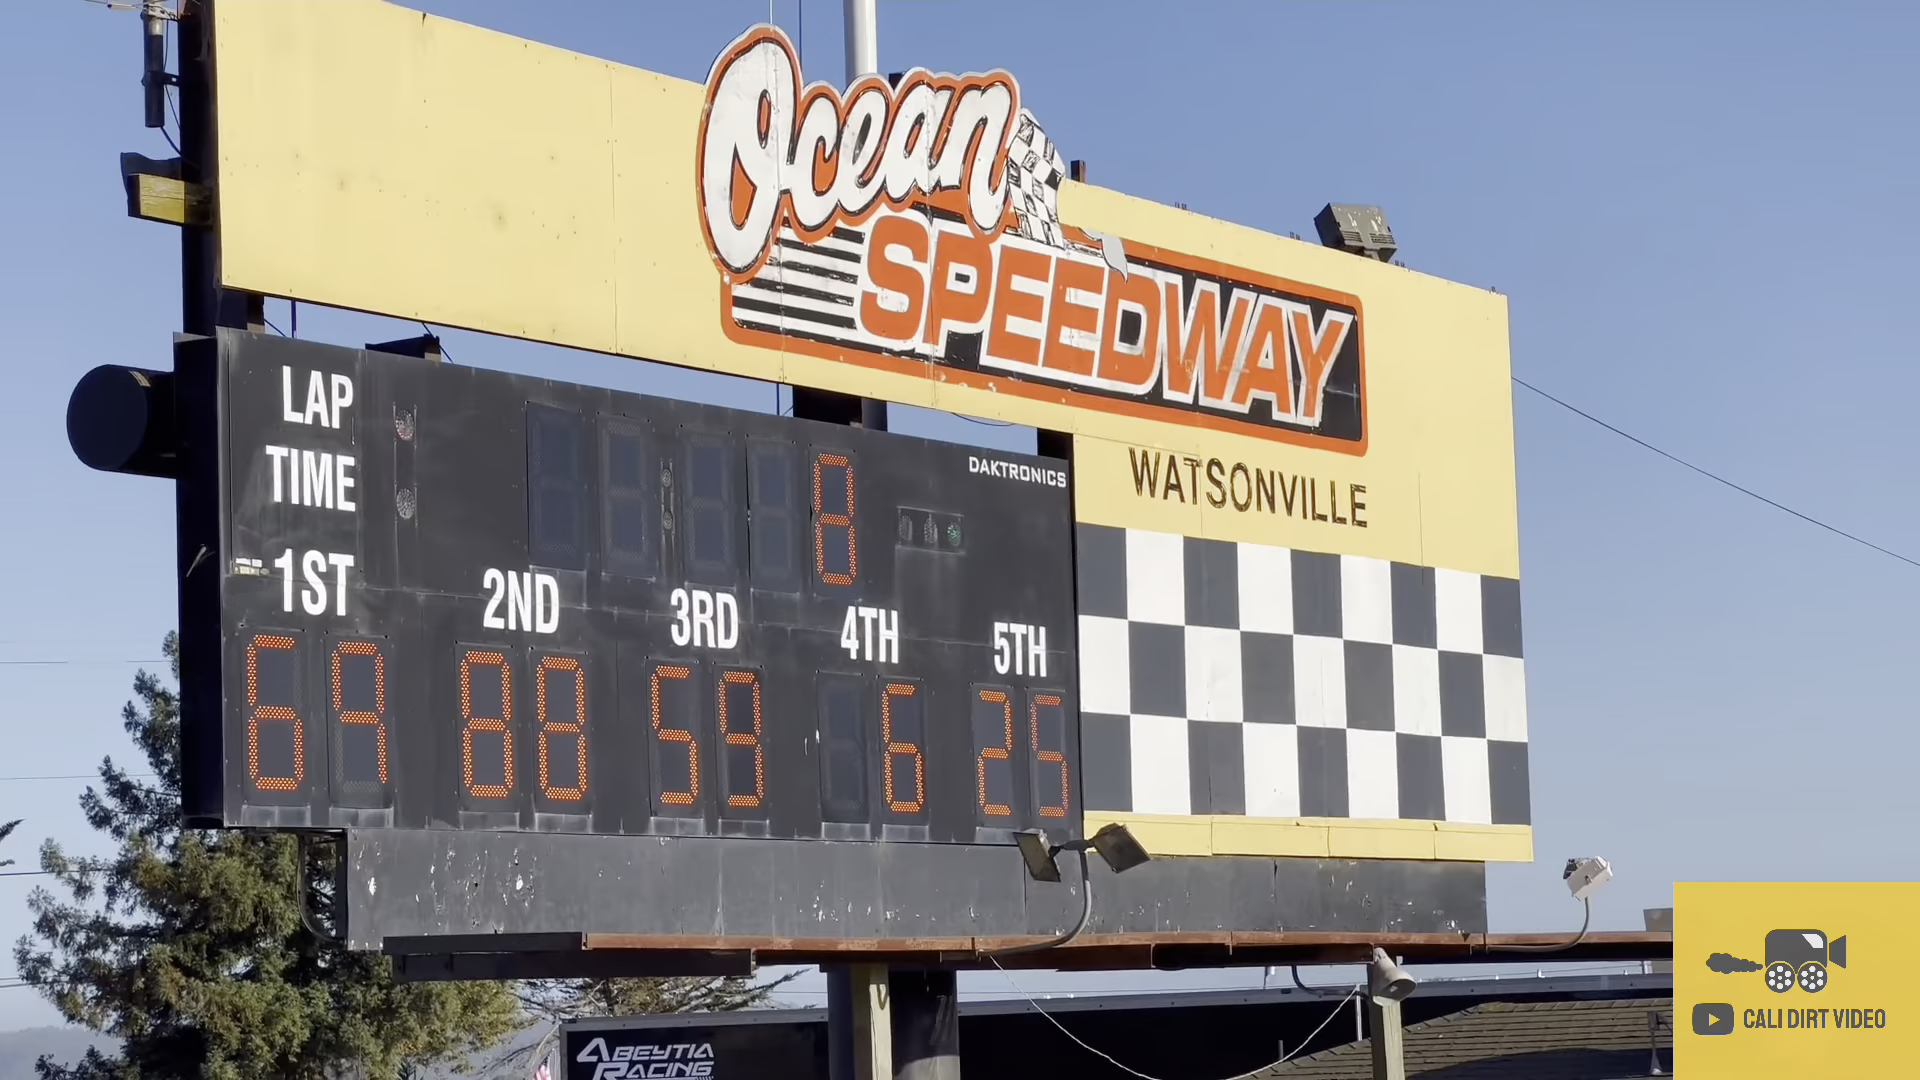 Ocean
SPEEDWAY
WATSONVILLE
LAP
TIME
8
DAKTRONICS
1ST 2ND 3RD 4TH 5TH
69 88 59 6 25
ABEYTIA
RACING
CALI DIRT VIDEO